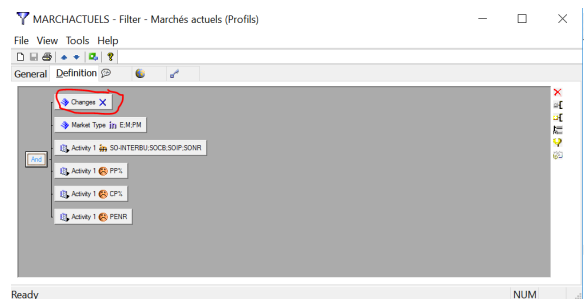 MARCHACTUELS - Filter - Marchés actuels (Profils)
File View Tools Help
General Definition
Changes
Market Type in E;M;PM
Activity 1 in SO-INTERBU;SOCB;SOIP;SONR
And
Activity 1 PP%
Activity 1 CP%
Activity 1 PENR
Ready NUM